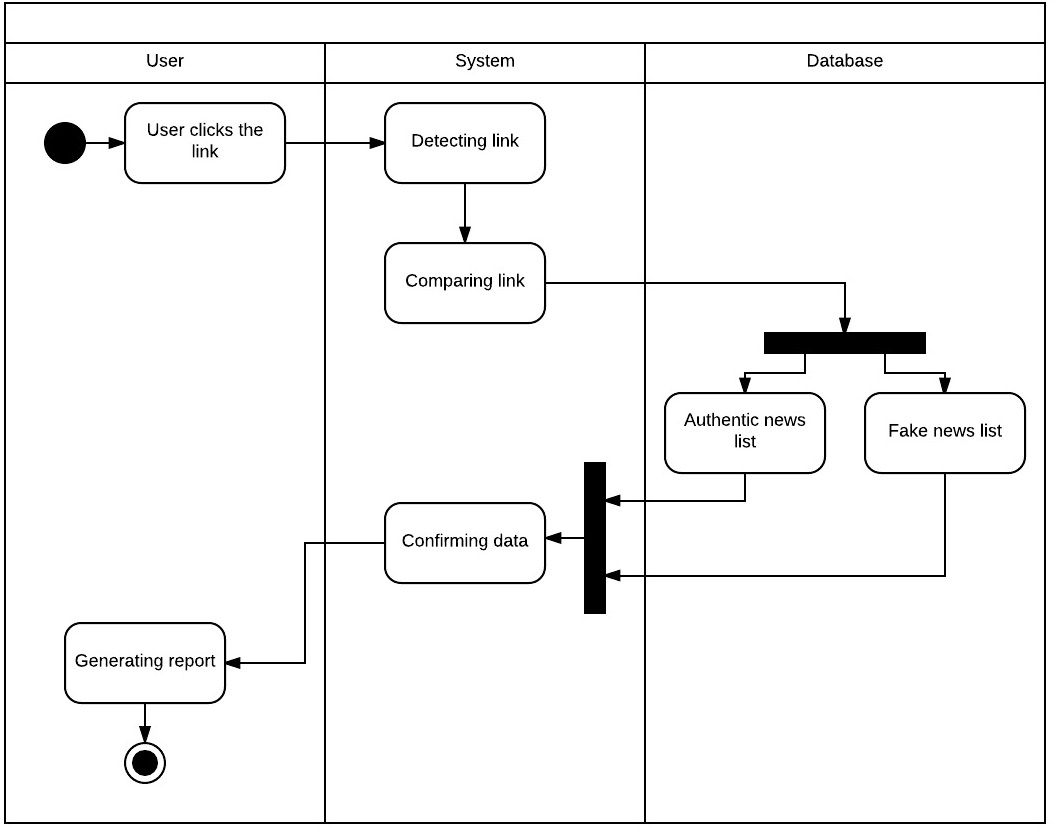 User
System
Database
User clicks the
link
Detecting link
Comparing link
Authentic news
list
Fake news list
Confirming data
Generating report